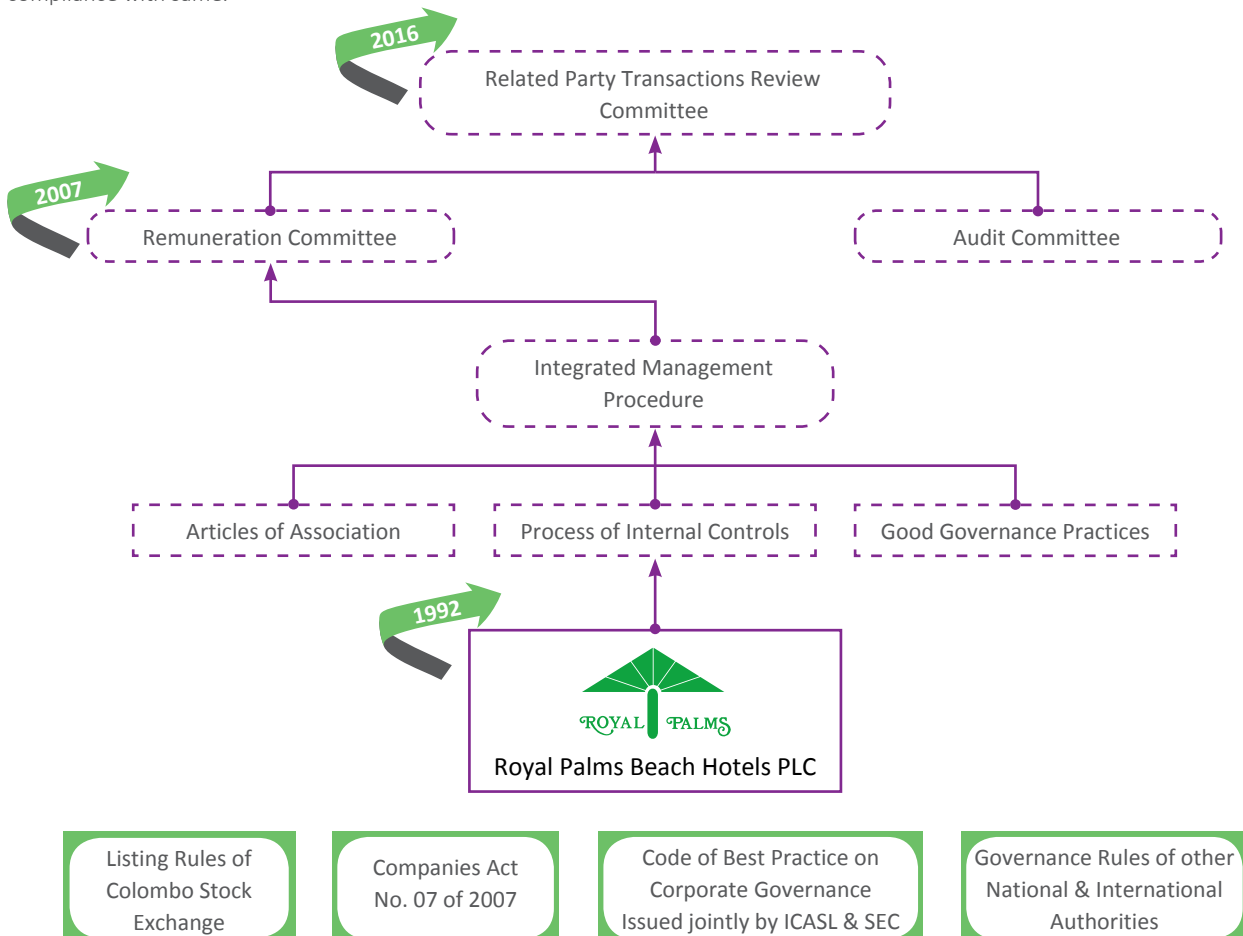 compliance with same.
2016
Related Party Transactions Review
Committee
2007
Remuneration Committee
Audit Committee
Integrated Management
Procedure
Articles of Association
Process of Internal Controls
Good Governance Practices
1992
ROYAL PALMS
Royal Palms Beach Hotels PLC
Listing Rules of
Colombo Stock
Exchange
Companies Act
No. 07 of 2007
Code of Best Practice on
Corporate Governance
Issued jointly by ICASL & SEC
Governance Rules of other
National & International
Authorities